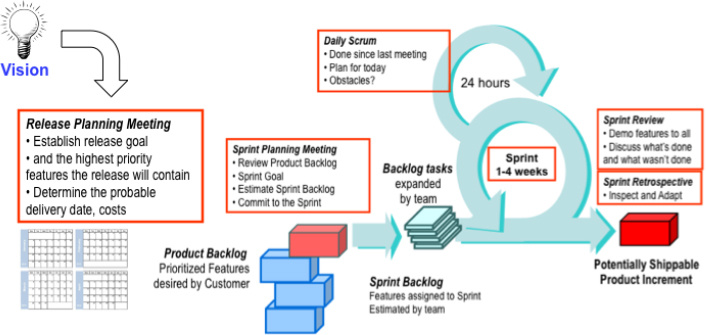 Vision
Release Planning Meeting
• Establish release goal
• and the highest priority
features the release will contain
• Determine the probable
delivery date, costs
Sprint Planning Meeting
• Review Product Backlog
• Sprint Goal
• Estimate Sprint Backlog
• Commit to the Sprint
Product Backlog
Prioritized Features
desired by Customer
Daily Scrum
• Done since last meeting
• Plan for today
• Obstacles?
24 hours
Backlog tasks
expanded
by team
Sprint
1-4 weeks
Sprint Backlog
Features assigned to Sprint
Estimated by team
Sprint Review
• Demo features to all
• Discuss what's done
and what wasn't done
Sprint Retrospective
• Inspect and Adapt
Potentially Shippable
Product Increment